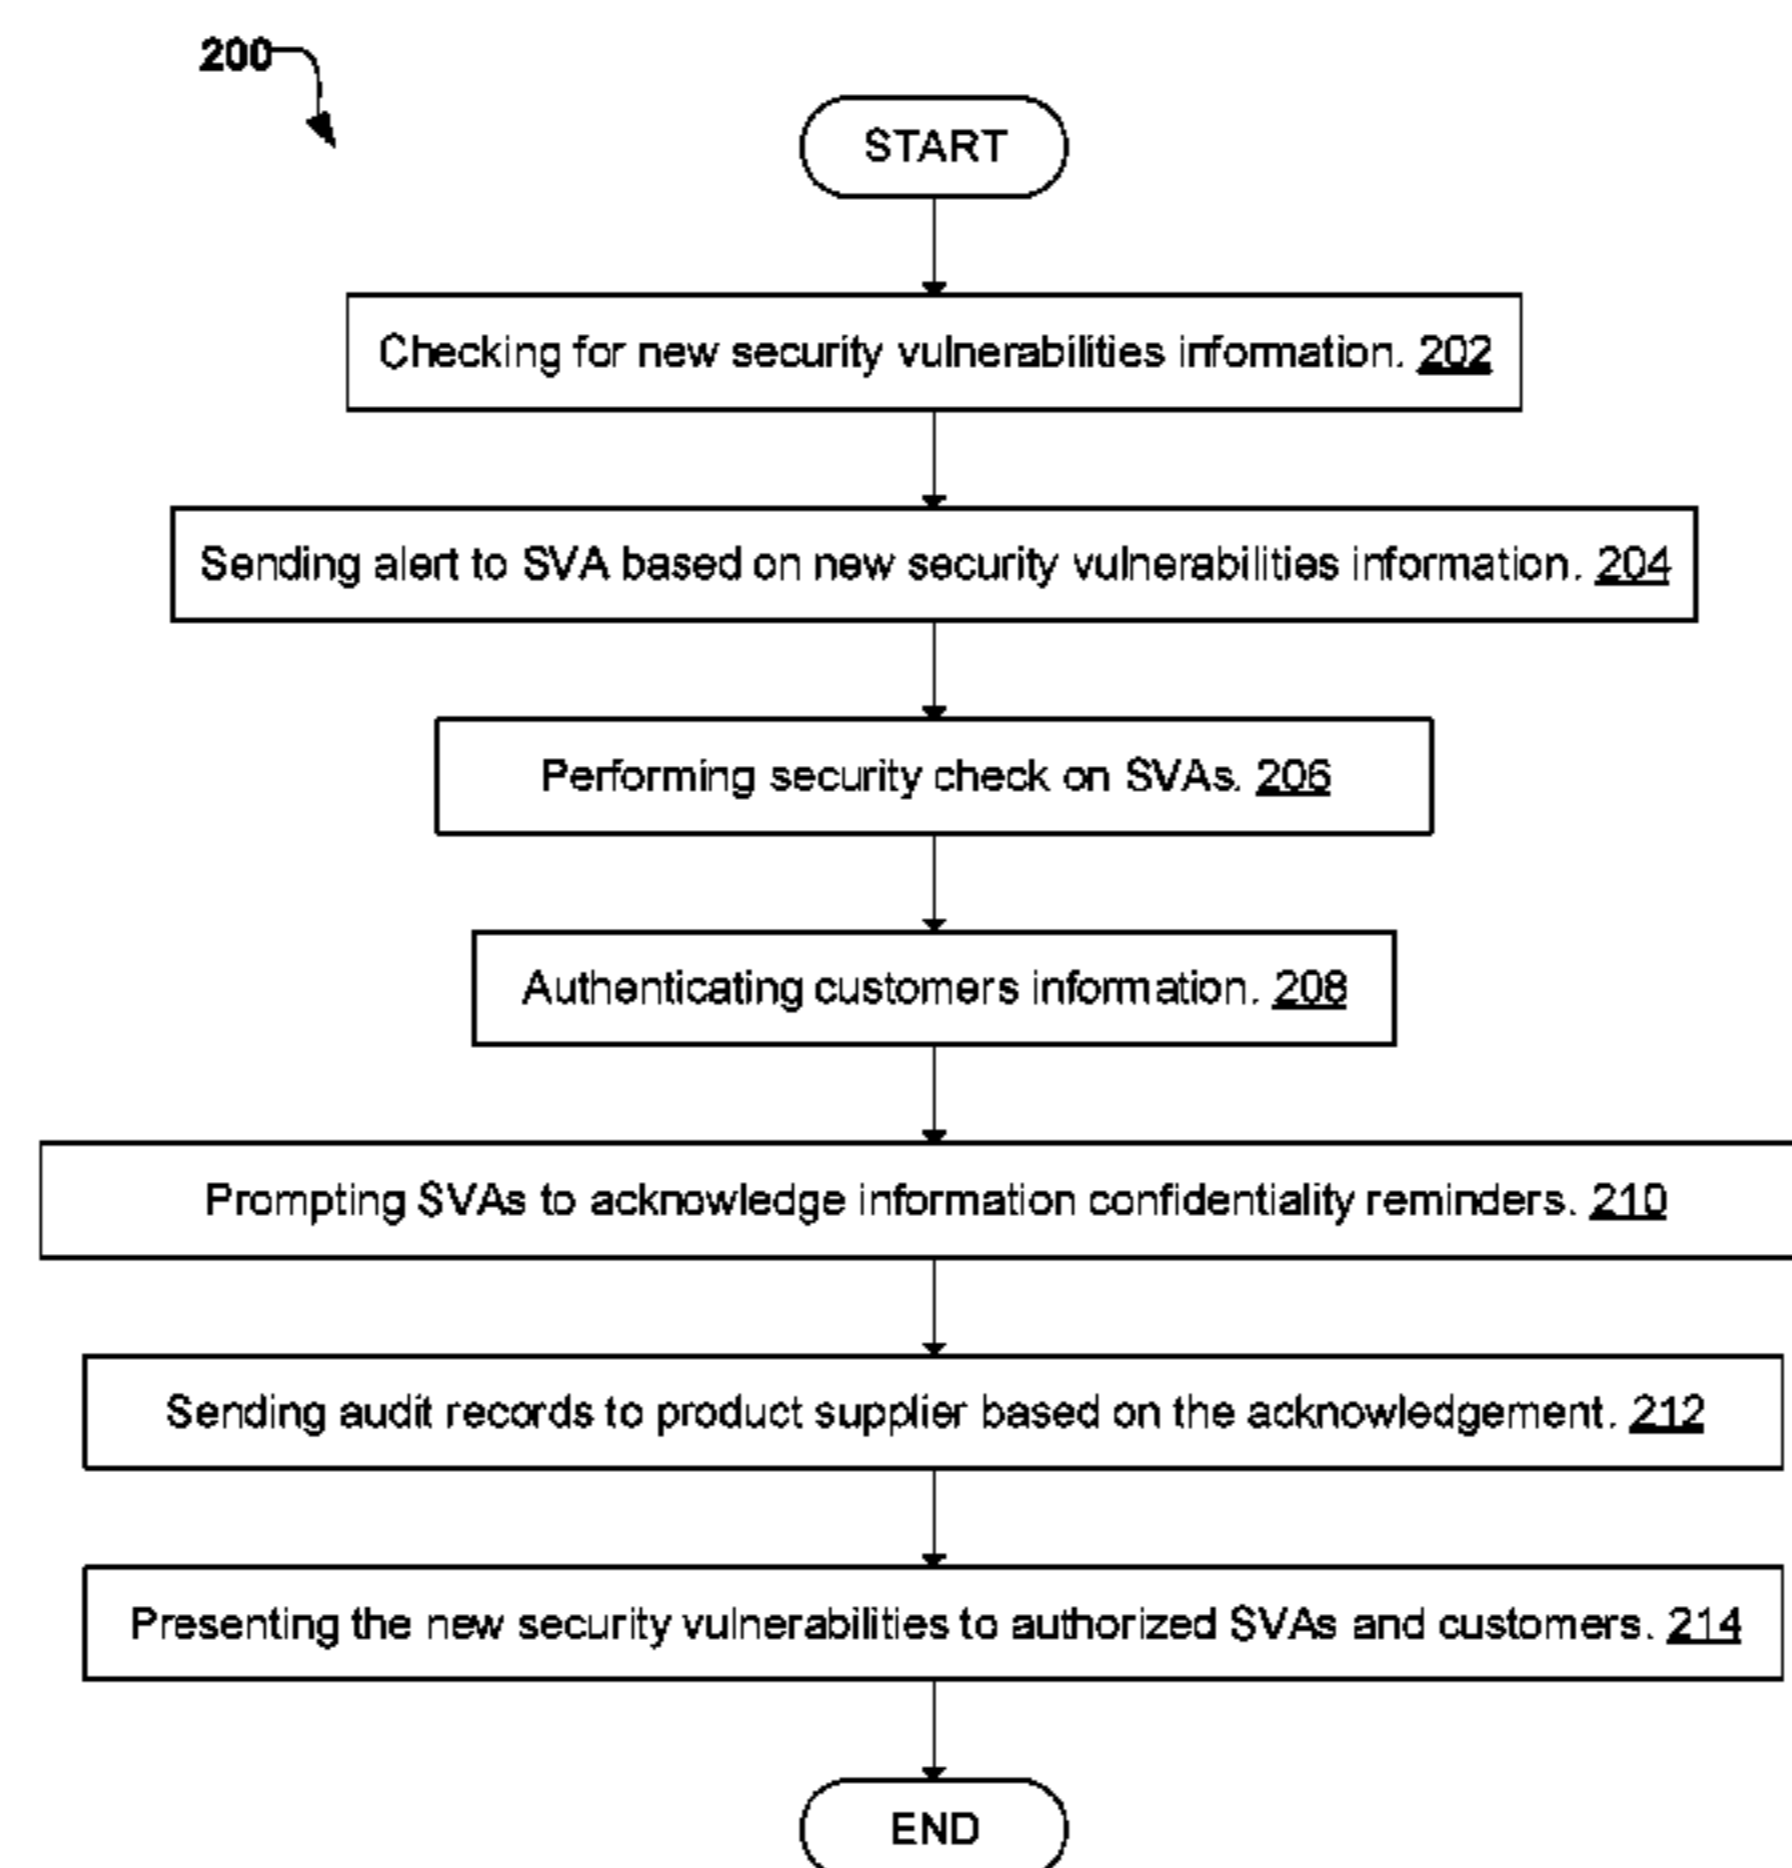 200
START
Checking for new security vulnerabilities information. 202
Sending alert to SVA based on new security vulnerabilities information. 204
Performing security check on SVAs. 206
Authenticating customers information. 208
Prompting SVAs to acknowledge information confidentiality reminders. 210
Sending audit records to product supplier based on the acknowledgement. 212
Presenting the new security vulnerabilities to authorized SVAs and customers. 214
END